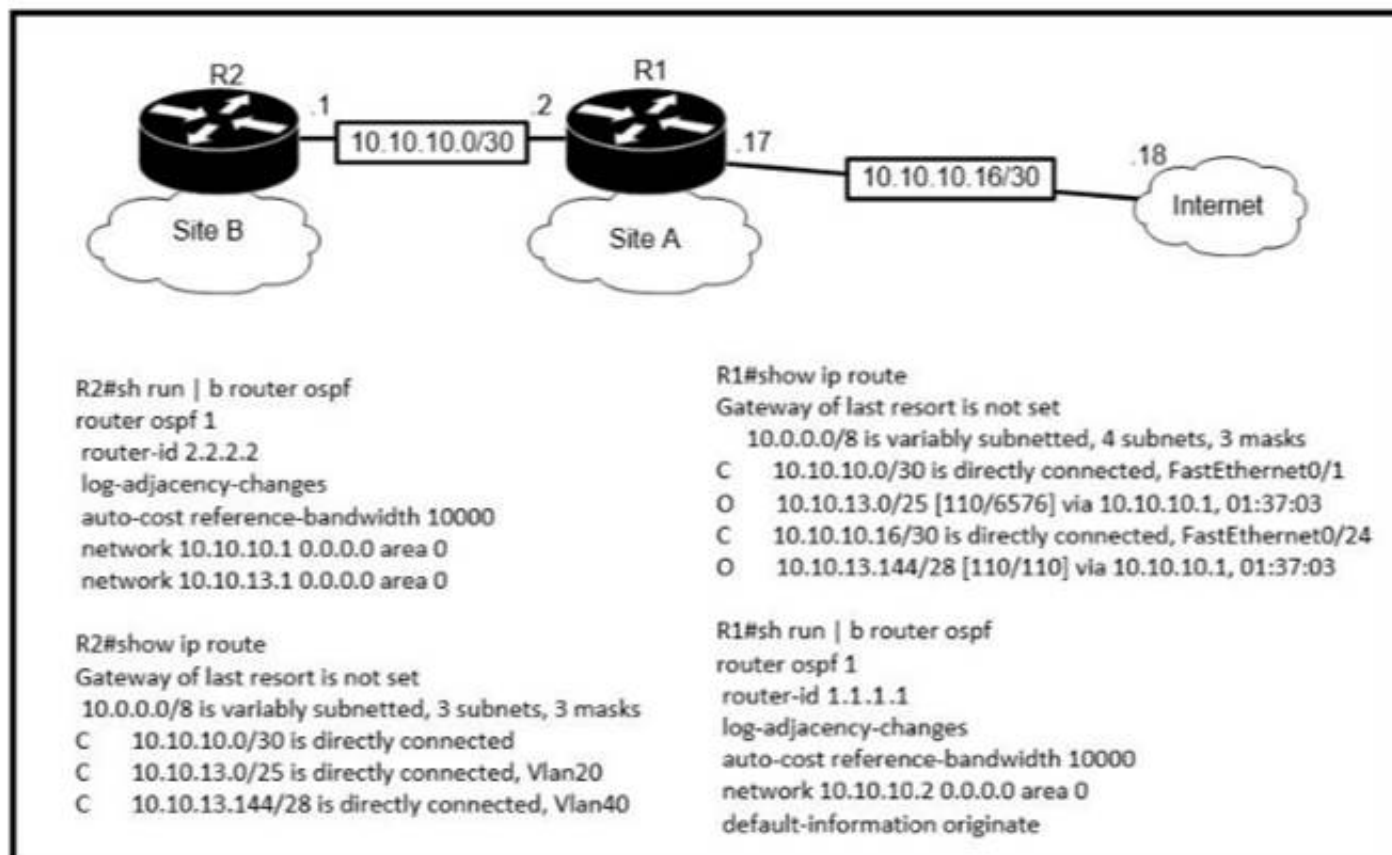 R2
R1
.1
.2
10.10.10.0/30
.17
10.10.10.16/30
.18
Internet
Site B
Site A
R2#sh run | b router ospf
router ospf 1
router-id 2.2.2.2
log-adjacency-changes
auto-cost reference-bandwidth 10000
network 10.10.10.1 0.0.0.0 area 0
network 10.10.13.1 0.0.0.0 area 0
R2#show ip route
Gateway of last resort is not set
10.0.0.0/8 is variably subnetted, 3 subnets, 3 masks
C 10.10.10.0/30 is directly connected
C 10.10.13.0/25 is directly connected, Vlan20
C 10.10.13.144/28 is directly connected, Vlan40
R1#show ip route
Gateway of last resort is not set
10.0.0.0/8 is variably subnetted, 4 subnets, 3 masks
C 10.10.10.0/30 is directly connected, FastEthernet0/1
O 10.10.13.0/25 [110/6576] via 10.10.10.1, 01:37:03
C 10.10.10.16/30 is directly connected, FastEthernet0/24
O 10.10.13.144/28 [110/110] via 10.10.10.1, 01:37:03
R1#sh run | b router ospf
router ospf 1
router-id 1.1.1.1
log-adjacency-changes
auto-cost reference-bandwidth 10000
network 10.10.10.2 0.0.0.0 area 0
default-information originate